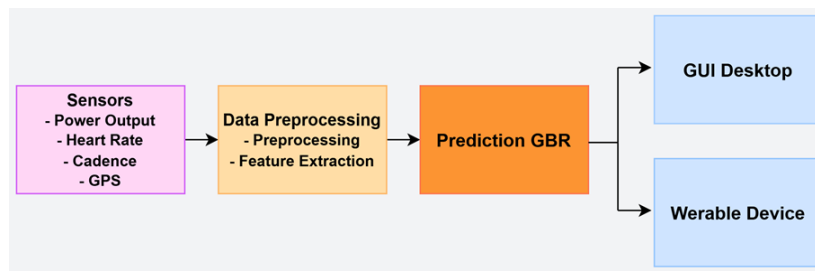 Sensors
- Power Output
- Heart Rate
- Cadence
- GPS
Data Preprocessing
- Preprocessing
- Feature Extraction
Prediction GBR
GUI Desktop
Werable Device